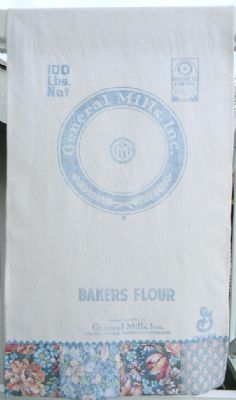 100
Lbs.
Net
General Mills, Inc.
BAKERS FLOUR
General Mills, Inc.
G